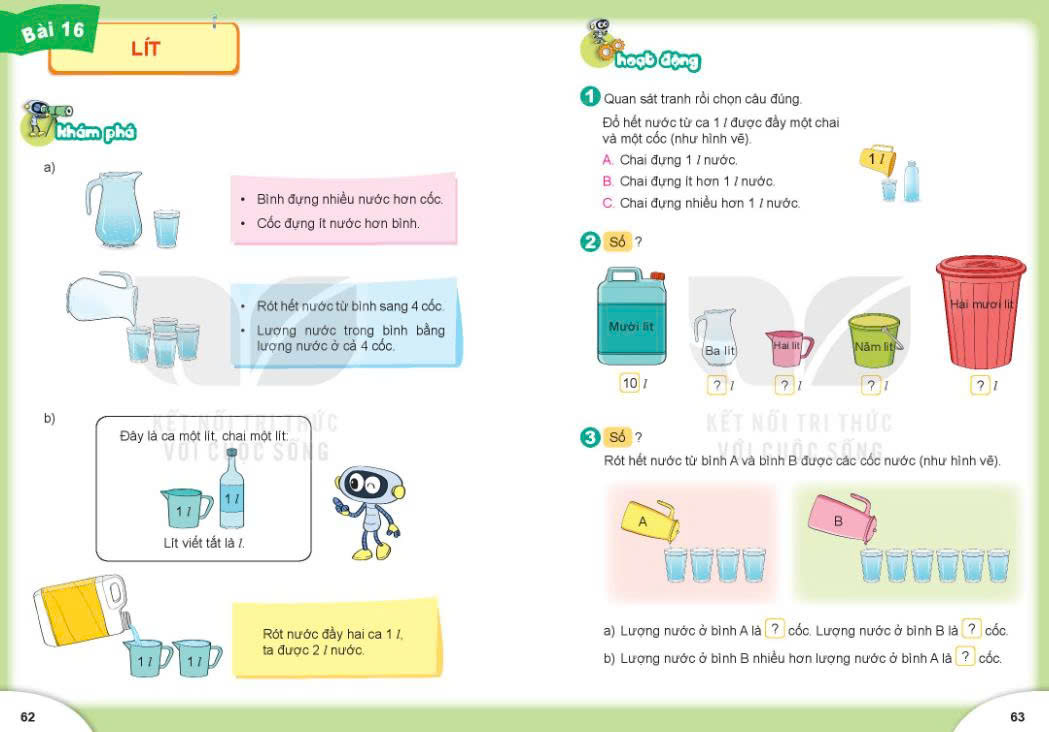 Bài 16
LÍT
khám phá
a)
• Bình đựng nhiều nước hơn cốc.
• Cốc đựng ít nước hơn bình.
• Rót hết nước từ bình sang 4 cốc.
• Lượng nước trong bình bằng
lượng nước ở cả 4 cốc.
b)
KẾT NỐI TRI THỨC
VỚI CUỘC SỐNG
Đây là ca một lít, chai một lít:
1 l
1 l
Lít viết tắt là l.
1 l
1 l
Rót nước đầy hai ca 1 l,
ta được 2 l nước.
62
hoạt động
1 Quan sát tranh rồi chọn câu đúng.
Đổ hết nước từ ca 1 l được đầy một chai
và một cốc (như hình vẽ).
A. Chai đựng 1 l nước.
B. Chai đựng ít hơn 1 l nước.
C. Chai đựng nhiều hơn 1 l nước.
1 l
2 Số ?
Mười lít
Ba lít
Hai lít
Năm lít
Hai mươi lít
10 l
? l
? l
? l
? l
KẾT NỐI TRI THỨC
VỚI CUỘC SỐNG
3 Số ?
Rót hết nước từ bình A và bình B được các cốc nước (như hình vẽ).
A
B
a) Lượng nước ở bình A là ? cốc. Lượng nước ở bình B là ? cốc.
b) Lượng nước ở bình B nhiều hơn lượng nước ở bình A là ? cốc.
63